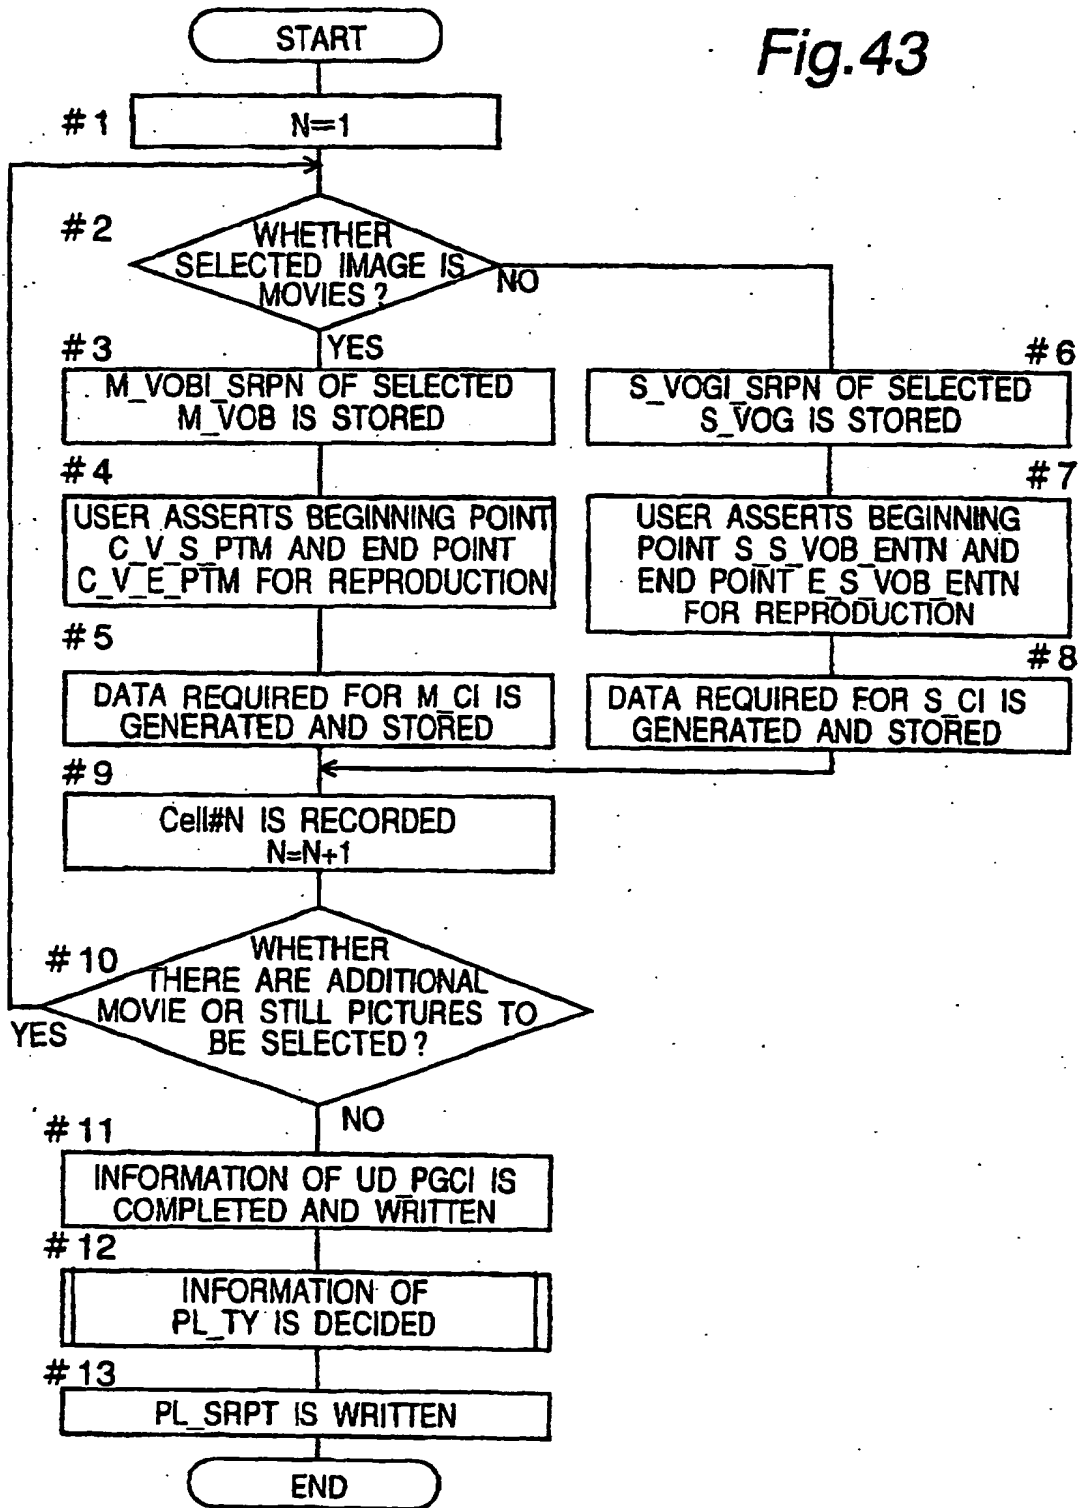 Fig.43
START
#1
N=1
#2
WHETHER
SELECTED IMAGE IS
MOVIES?
NO
YES
#3
M_VOBI_SRPN OF SELECTED
M_VOB IS STORED
#4
USER ASSERTS BEGINNING POINT
C_V_S_PTM AND END POINT
C_V_E_PTM FOR REPRODUCTION
#5
DATA REQUIRED FOR M_CI IS
GENERATED AND STORED
#6
S_VOGI_SRPN OF SELECTED
S_VOG IS STORED
#7
USER ASSERTS BEGINNING
POINT S_S_VOB_ENTN AND
END POINT E_S_VOB_ENTN
FOR REPRODUCTION
#8
DATA REQUIRED FOR S_CI IS
GENERATED AND STORED
#9
Cell#N IS RECORDED
N=N+1
#10
WHETHER
THERE ARE ADDITIONAL
MOVIE OR STILL PICTURES TO
BE SELECTED?
YES
NO
#11
INFORMATION OF UD_PGCI IS
COMPLETED AND WRITTEN
#12
INFORMATION OF
PL_TY IS DECIDED
#13
PL_SRPT IS WRITTEN
END